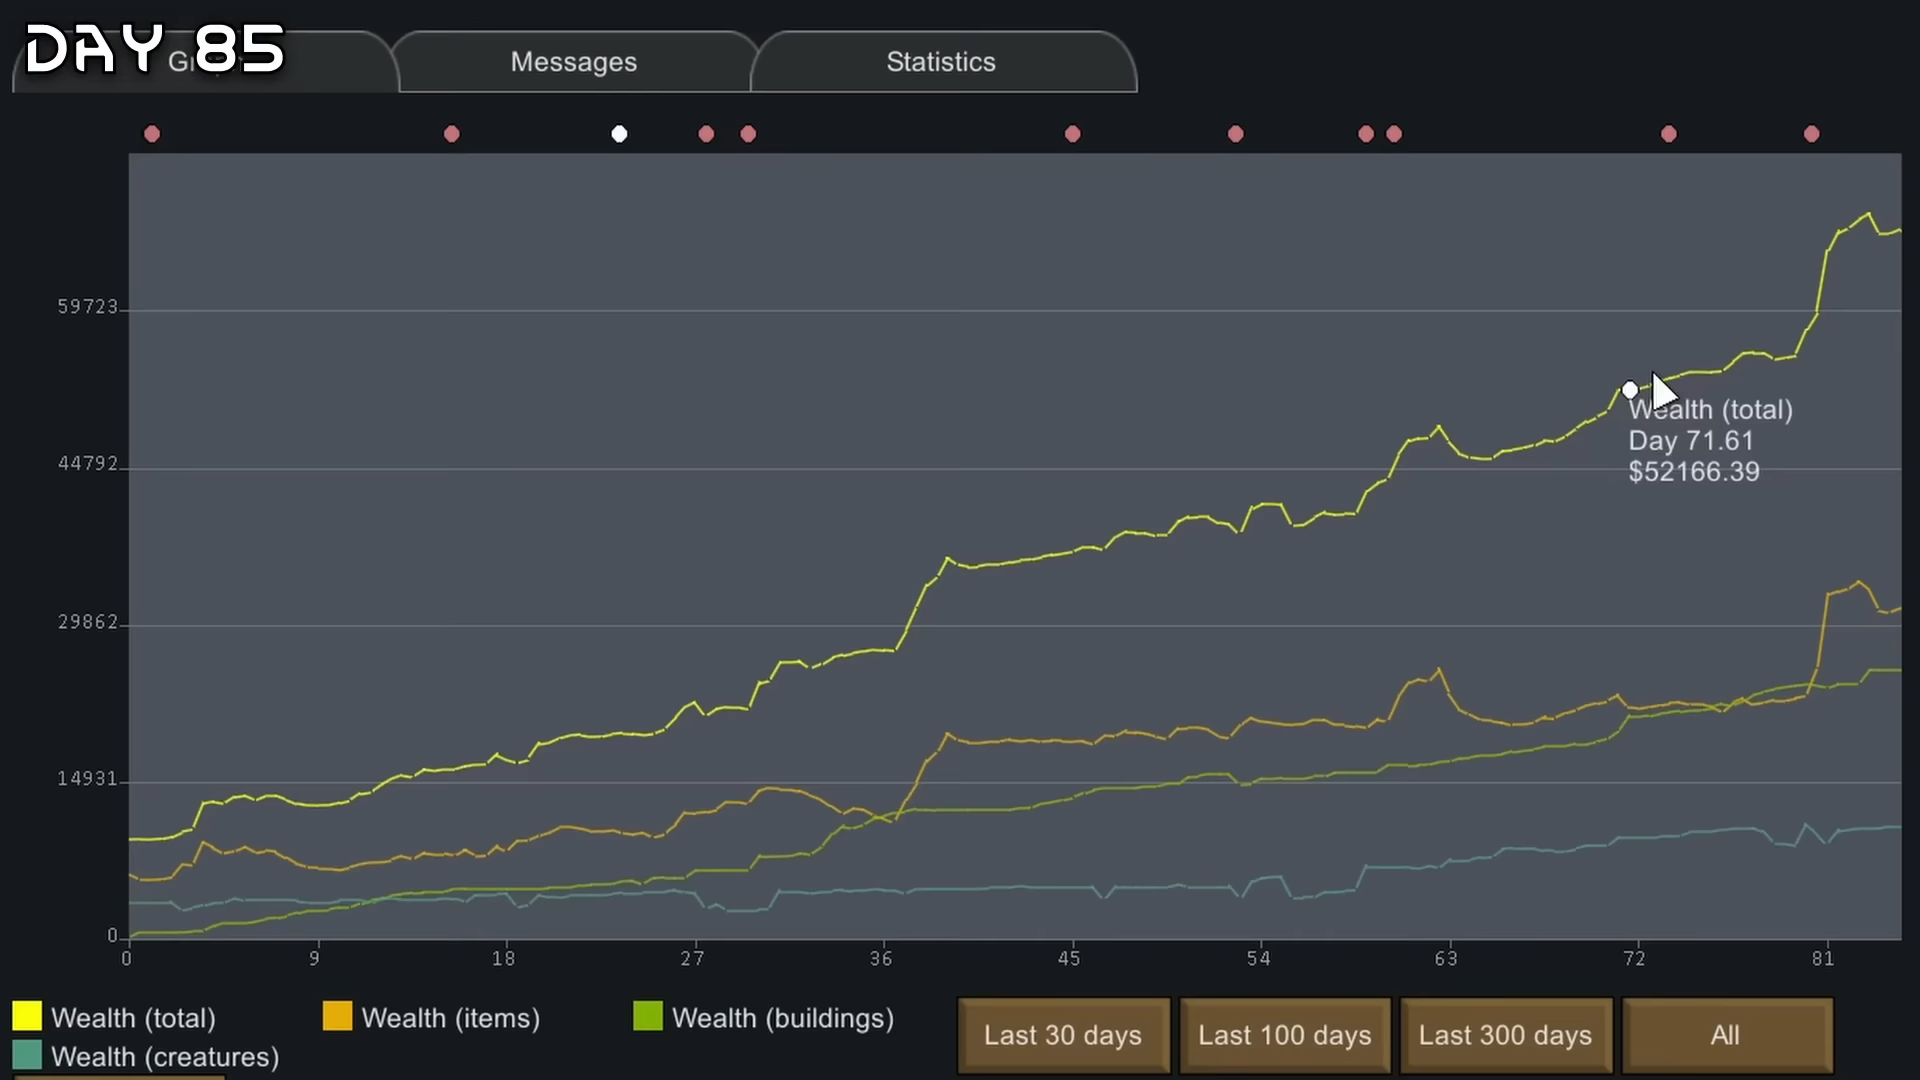 DAY 85
Messages
Statistics
59723
44792
29862
14931
0
Wealth (total)
Day 71.61
$52166.39
0 9 18 27 36 45 54 63 72 81
Wealth (total) Wealth (items) Wealth (buildings)
Wealth (creatures)
Last 30 days Last 100 days Last 300 days All